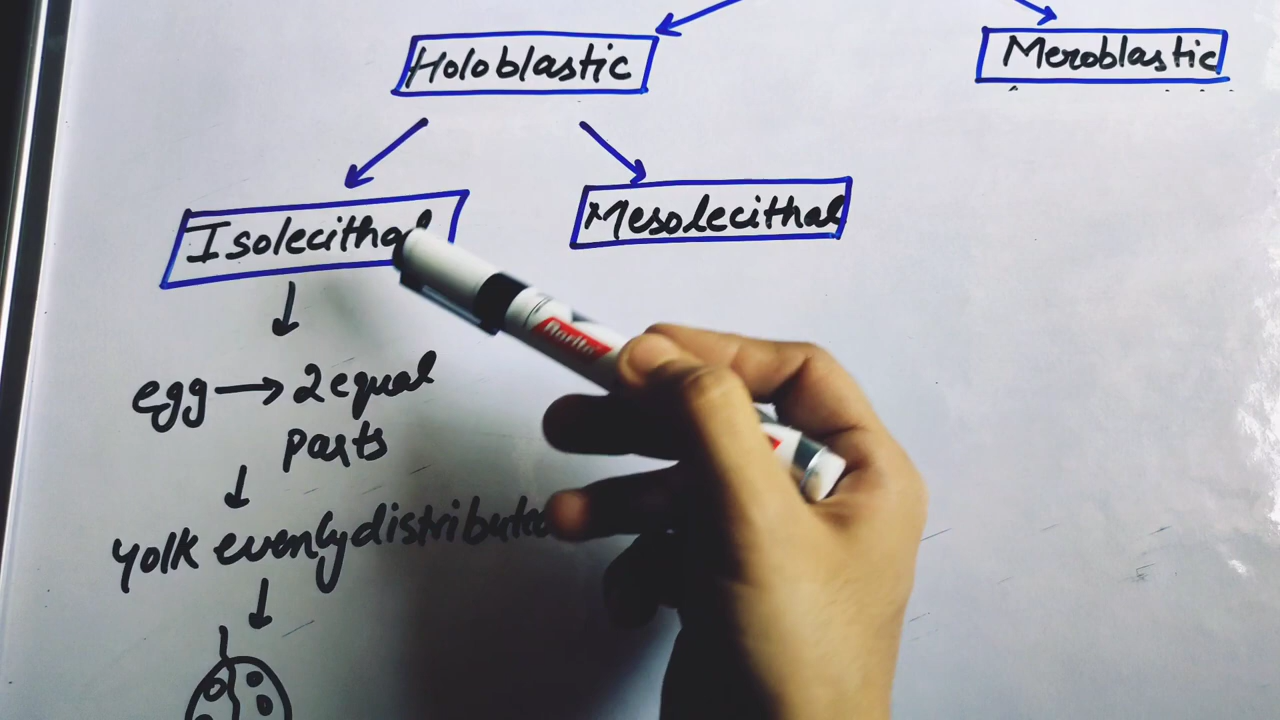 Holoblastic
Meroblastic
Isolecithal
Mesolecithal
egg → 2 equal
parts
yolk evenly distributed